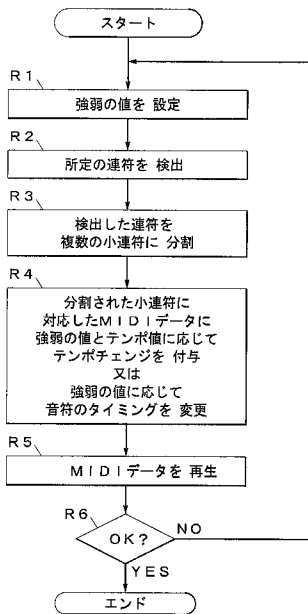 スタート
R1
強弱の値を 設定
R2
所定の連符を 検出
R3
検出した連符を
複数の小連符に 分割
R4
分割された小連符に
対応したMIDIデータに
強弱の値とテンポ値に応じて
テンポチェンジを 付与
又は
強弱の値に応じて
音符のタイミングを 変更
R5
MIDIデータを 再生
R6
OK?
NO
YES
エンド